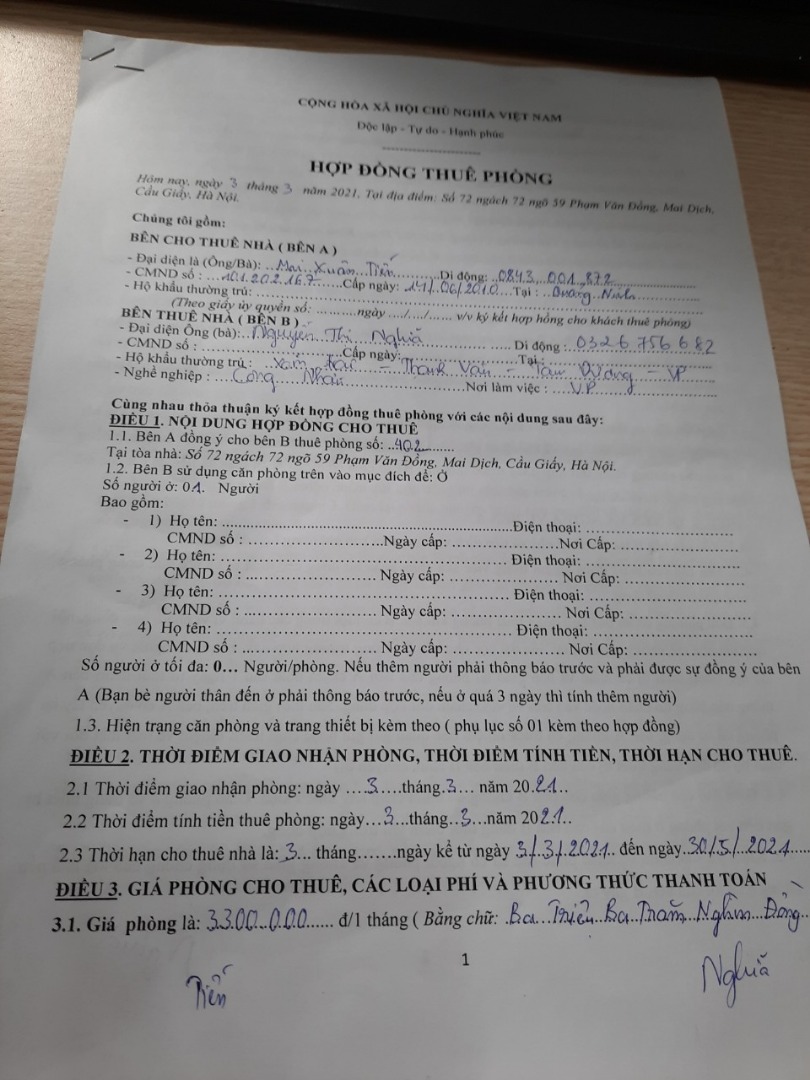 CỘNG HÒA XÃ HỘI CHỦ NGHĨA VIỆT NAM
Độc lập - Tự do - Hạnh phúc
HỢP ĐỒNG THUÊ PHÒNG
Hôm nay, ngày 3 tháng 3 năm 2021, Tại địa điểm: Số 72 ngách 72 ngõ 59 Phạm Văn Đồng, Mai Dịch,
Cầu Giấy, Hà Nội.
Chúng tôi gồm:
BÊN CHO THUÊ NHÀ ( BÊN A )
- Đại diện là (Ông/Bà): ..Mai Xuân Tiến..........Di động: ..0843..001.,872........
- CMND số : ...101.202.167......Cấp ngày: 14/06/2010....Tại : ..Quảng Ninh...........
- Hộ khẩu thường trú: ........................
(Theo giấy ủy quyền số: ............ngày ..../..../...... v/v ký kết hợp hồng cho khách thuê phòng)
BÊN THUÊ NHÀ ( BÊN B )
- Đại diện Ông (bà):..Nguyễn Thị Nghĩa ............ Di động : .0326 756 682
- CMND số : ........................Cấp ngày:....................Tại : ....................
- Hộ khẩu thường trú : - Thanh Vân - Tam Dương - VP
- Nghề nghiệp : ...Công Nhân..................Nơi làm việc : ....V.P..........
Cùng nhau thỏa thuận ký kết hợp đồng thuê phòng với các nội dung sau đây:
ĐIỀU 1. NỘI DUNG HỢP ĐỒNG CHO THUÊ
1.1. Bên A đồng ý cho bên B thuê phòng số: ..402..........
Tại tòa nhà: Số 72 ngách 72 ngõ 59 Phạm Văn Đồng, Mai Dịch, Cầu Giấy, Hà Nội.
1.2. Bên B sử dụng căn phòng trên vào mục đích để: Ở
Số người ở: 01. Người
Bao gồm:
- 1) Họ tên: ............................................................Điện thoại: ..............................
CMND số : ............................Ngày cấp: ......................Nơi Cấp: ........................
- 2) Họ tên: ............................................................ Điện thoại: ..............................
CMND số : ............................ Ngày cấp: ...................... Nơi Cấp: ........................
- 3) Họ tên: ............................................................ Điện thoại: ..............................
CMND số : ............................ Ngày cấp: ...................... Nơi Cấp: ........................
- 4) Họ tên: ............................................................ Điện thoại: ..............................
CMND số : ............................ Ngày cấp: ...................... Nơi Cấp: ........................
Số người ở tối đa: 0... Người/phòng. Nếu thêm người phải thông báo trước và phải được sự đồng ý của bên
A (Bạn bè người thân đến ở phải thông báo trước, nếu ở quá 3 ngày thì tính thêm người)
1.3. Hiện trạng căn phòng và trang thiết bị kèm theo ( phụ lục số 01 kèm theo hợp đồng)
ĐIỀU 2. THỜI ĐIỂM GIAO NHẬN PHÒNG, THỜI ĐIỂM TÍNH TIỀN, THỜI HẠN CHO THUÊ.
2.1 Thời điểm giao nhận phòng: ngày ....3....tháng.3... năm 20.21..
2.2 Thời điểm tính tiền thuê phòng: ngày...3...tháng..3...năm 2021..
2.3 Thời hạn cho thuê nhà là: 3... tháng.......ngày kể từ ngày 3/3/2021.. đến ngày.30/5/2021......
ĐIỀU 3. GIÁ PHÒNG CHO THUÊ, CÁC LOẠI PHÍ VÀ PHƯƠNG THỨC THANH TOÁN
3.1. Giá phòng là: 3300.000...... đ/1 tháng ( Bằng chữ: .Ba..Triệu..Ba..Trăm..Nghìn..Đồng..
1
Tiến
Nghĩa